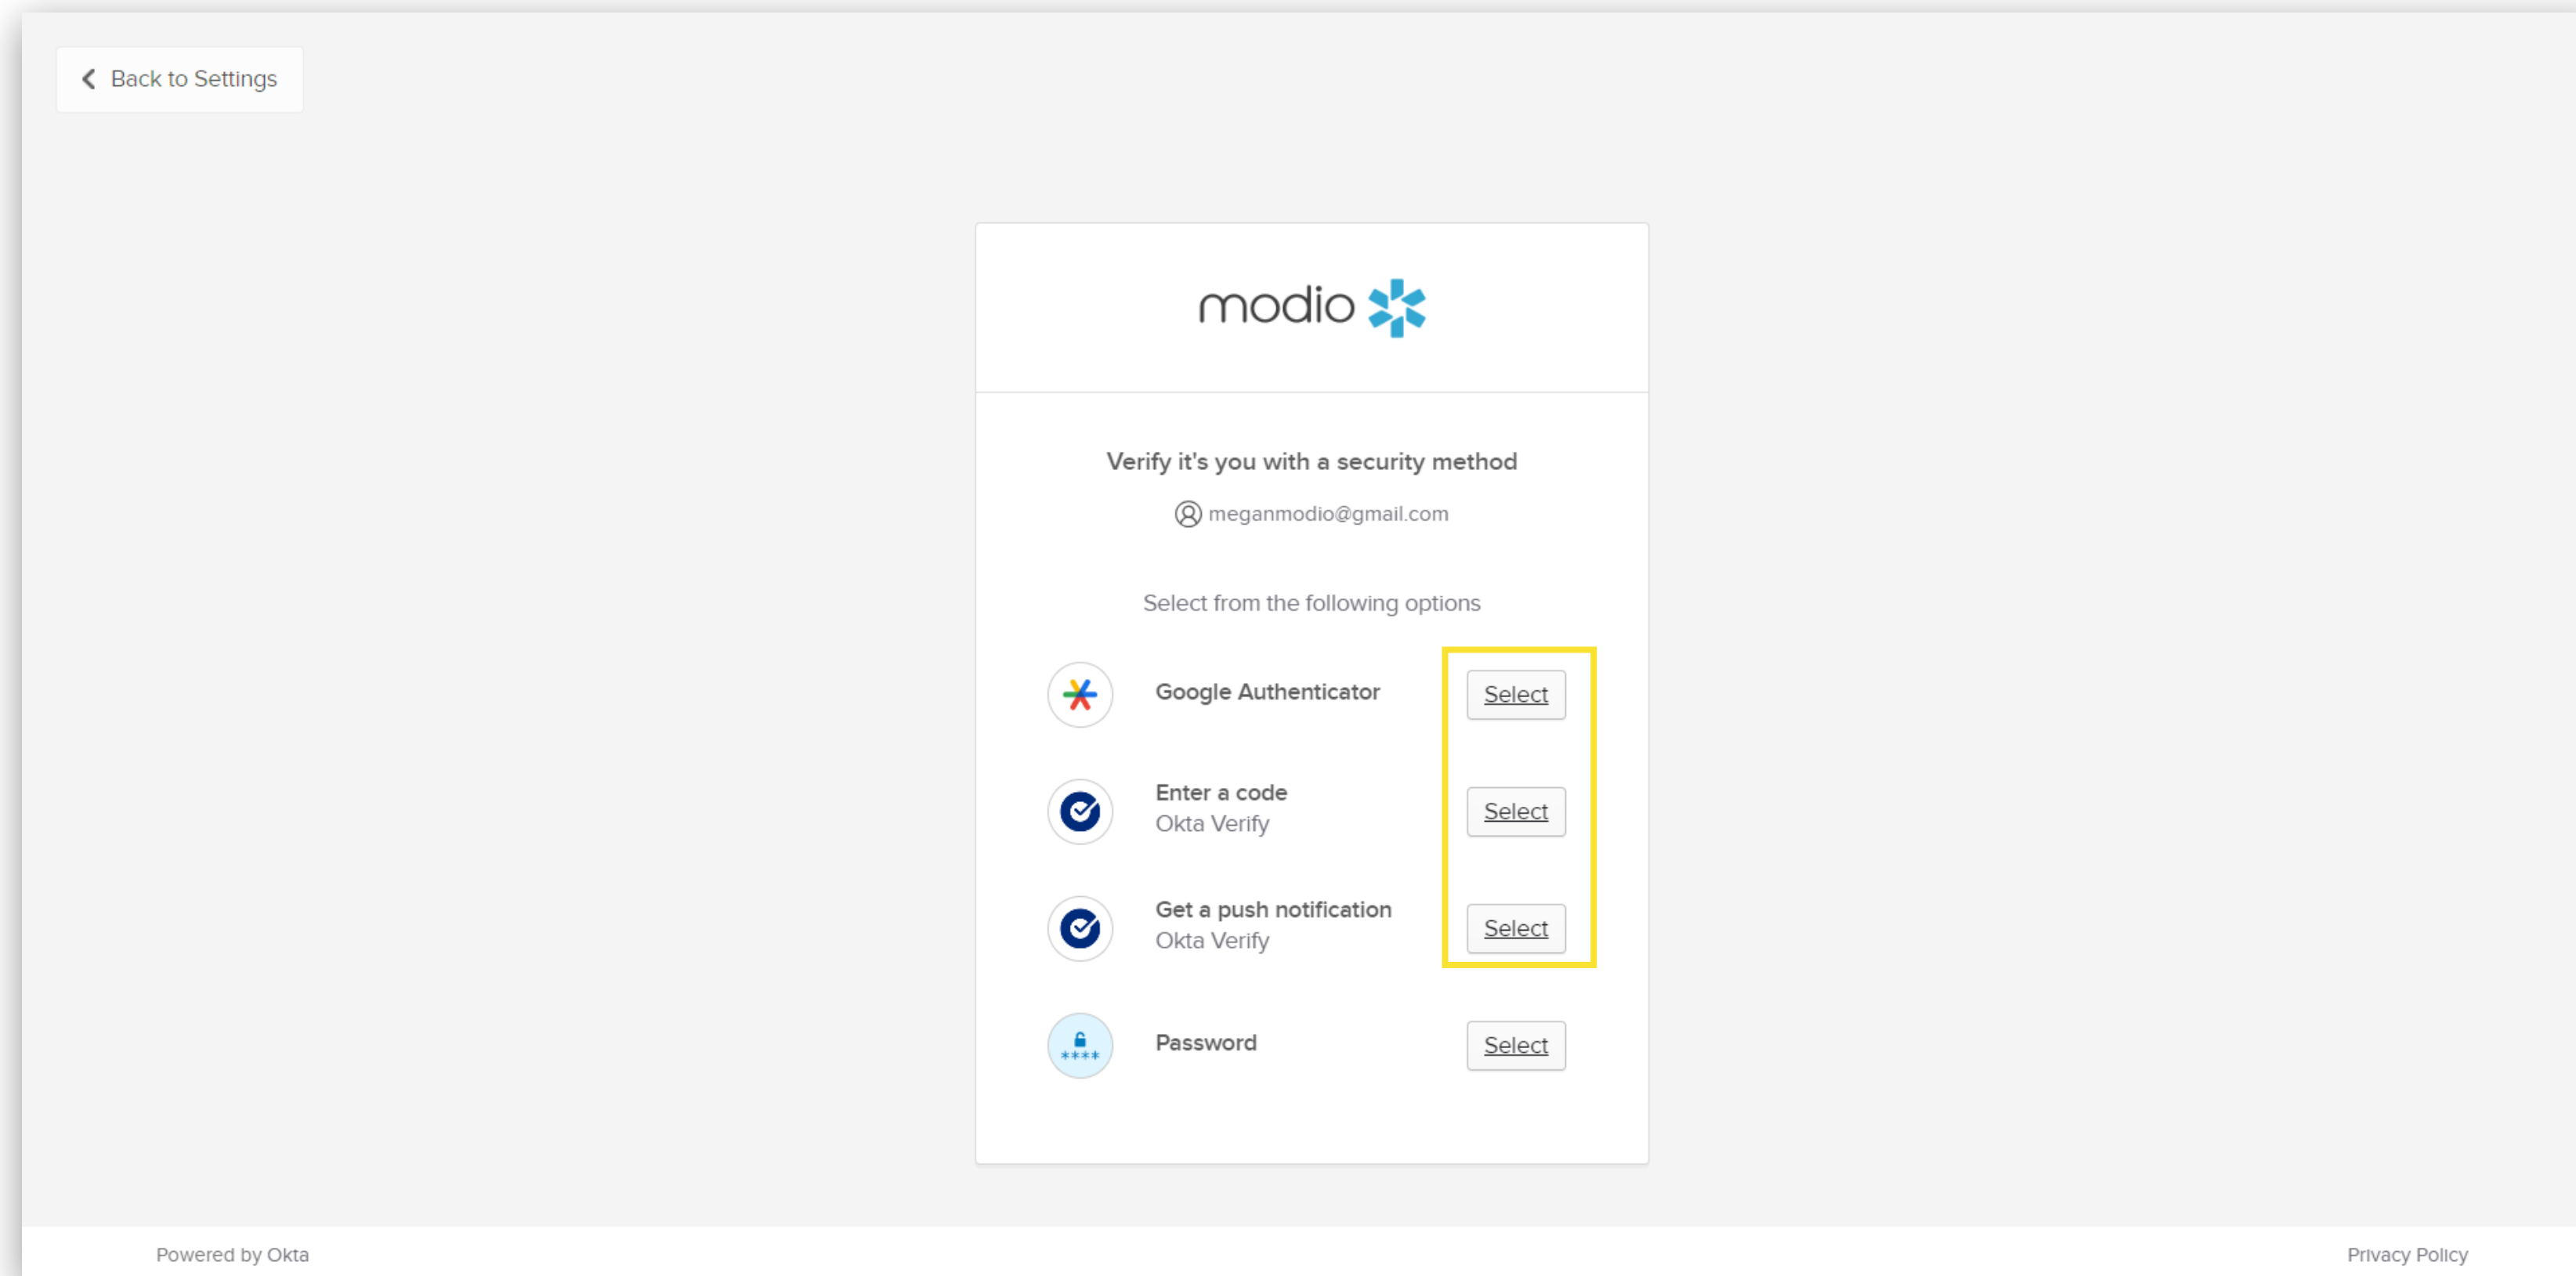 Back to Settings
modio
Verify it's you with a security method
meganmodio@gmail.com
Select from the following options
Google Authenticator
Select
Enter a code
Okta Verify
Select
Get a push notification
Okta Verify
Select
****
Password
Select
Powered by Okta
Privacy Policy